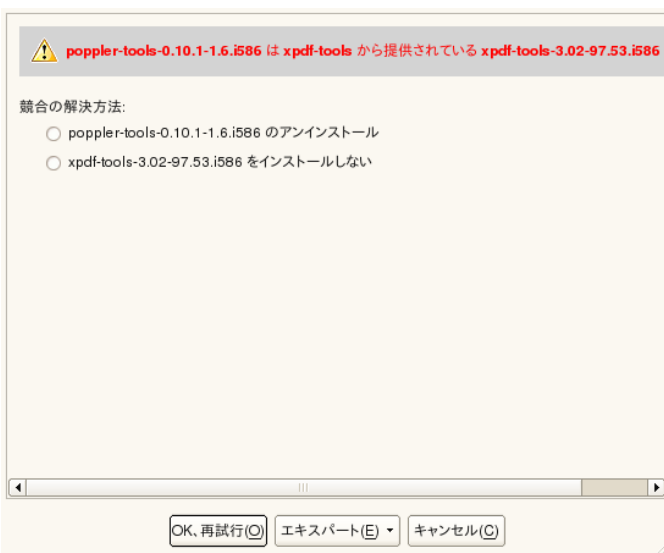 poppler-tools-0.10.1-1.6.i586 は xpdf-tools から提供されている xpdf-tools-3.02-97.53.i586
競合の解決方法:
poppler-tools-0.10.1-1.6.i586 のアンインストール
xpdf-tools-3.02-97.53.i586 をインストールしない
OK、再試行(O) エキスパート(E) キャンセル(C)